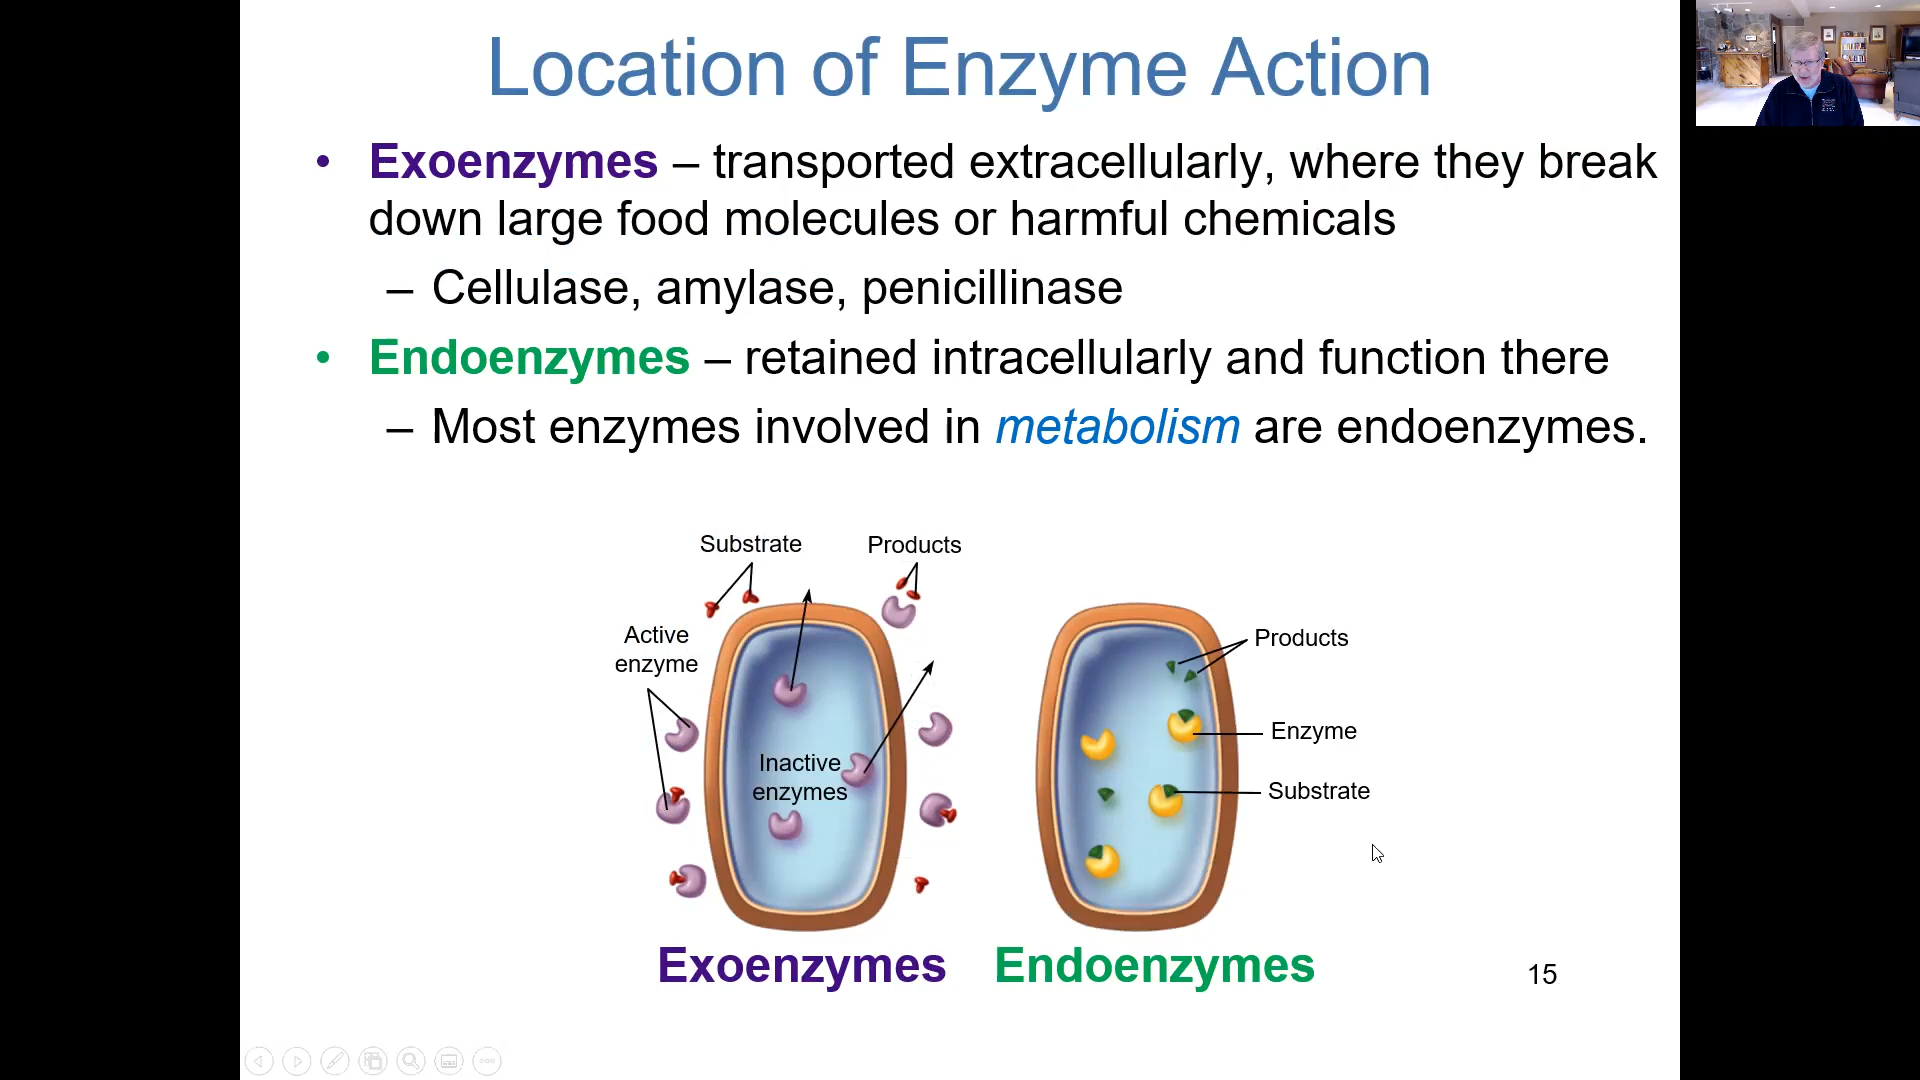 Location of Enzyme Action
• Exoenzymes – transported extracellularly, where they break
down large food molecules or harmful chemicals
– Cellulase, amylase, penicillinase
• Endoenzymes – retained intracellularly and function there
– Most enzymes involved in metabolism are endoenzymes.
Substrate
Products
Active
enzyme
Inactive
enzymes
Products
Enzyme
Substrate
Exoenzymes
Endoenzymes
15